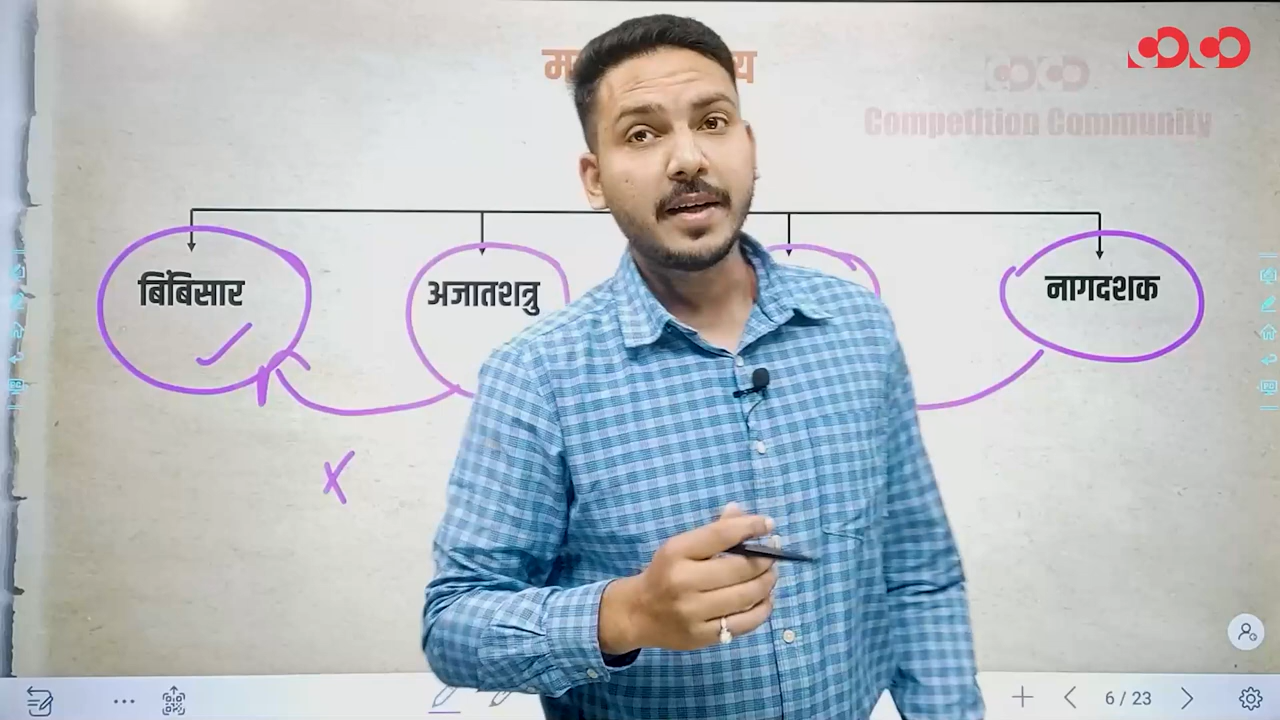 Competition Community
बिंबिसार
अजातशत्रु
नागदशक
x
6 / 23